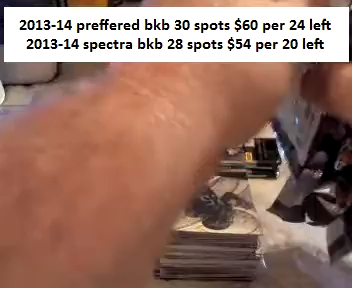 2013-14 preffered bkb 30 spots $60 per 24 left
2013-14 spectra bkb 28 spots $54 per 20 left